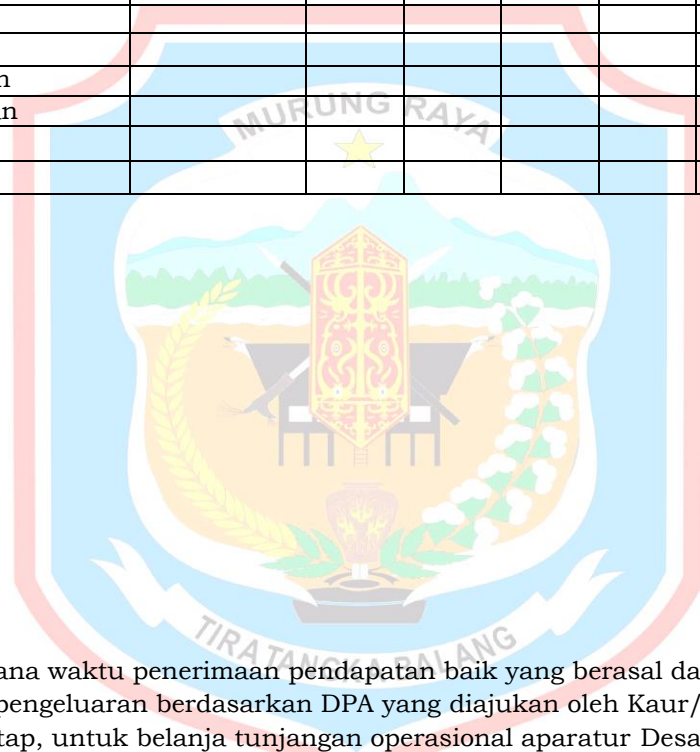 n
n
MURUNG RAYA
TIRA TANGKA BALANG
ana waktu penerimaan pendapatan baik yang berasal da
pengeluaran berdasarkan DPA yang diajukan oleh Kaur/
tap, untuk belanja tunjangan operasional aparatur Desa